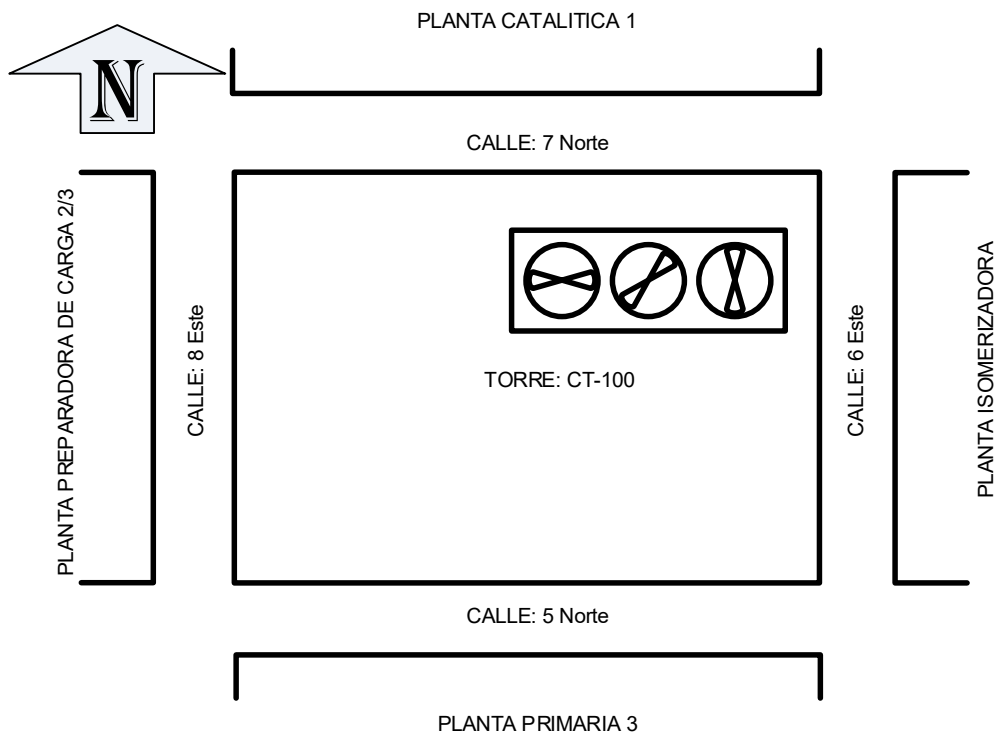 PLANTA CATALITICA 1
N
CALLE: 7 Norte
PLANTA PREPARADORA DE CARGA 2/3
CALLE: 8 Este
TORRE: CT-100
CALLE: 6 Este
PLANTA ISOMERIZADORA
CALLE: 5 Norte
PLANTA PRIMARIA 3